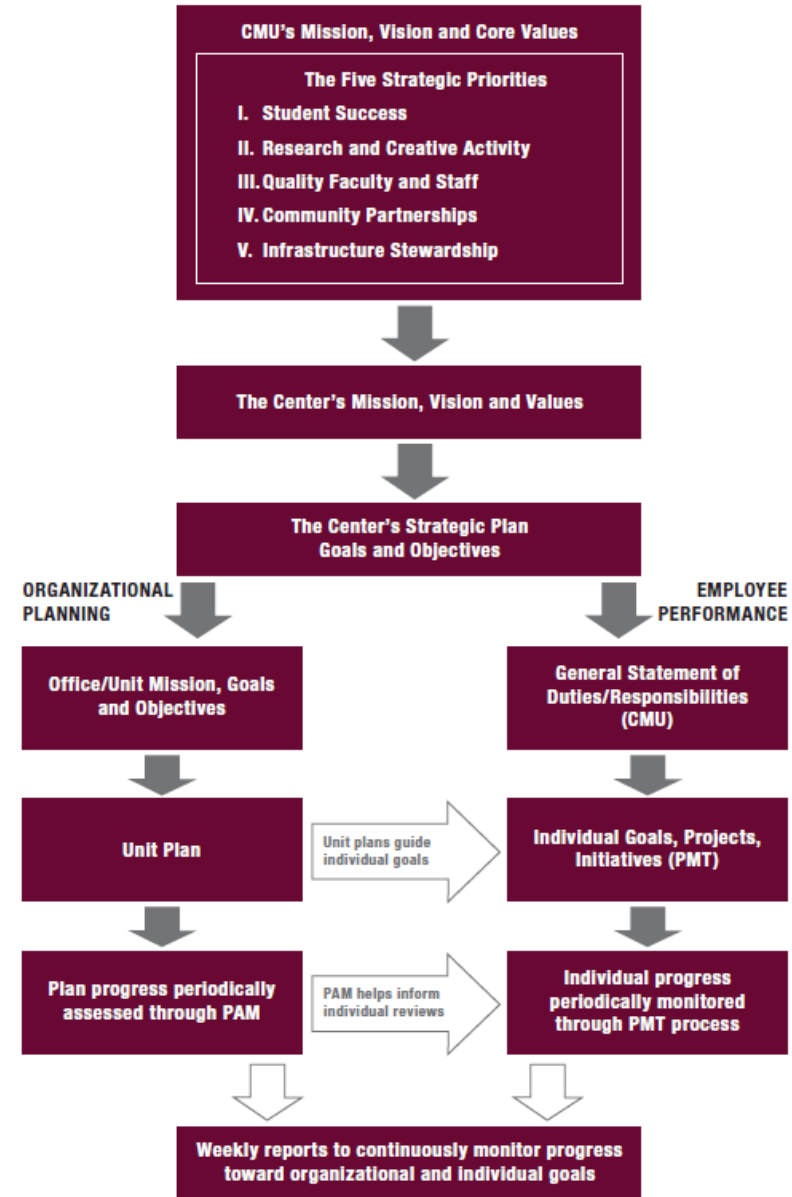 CMU's Mission, Vision and Core Values
The Five Strategic Priorities
I. Student Success
II. Research and Creative Activity
III. Quality Faculty and Staff
IV. Community Partnerships
V. Infrastructure Stewardship
The Center's Mission, Vision and Values
The Center's Strategic Plan
Goals and Objectives
ORGANIZATIONAL
PLANNING
EMPLOYEE
PERFORMANCE
Office/Unit Mission, Goals
and Objectives
General Statement of
Duties/Responsibilities
(CMU)
Unit Plan
Unit plans guide
individual goals
Individual Goals, Projects,
Initiatives (PMT)
Plan progress periodically
assessed through PAM
PAM helps inform
individual reviews
Individual progress
periodically monitored
through PMT process
Weekly reports to continuously monitor progress
toward organizational and individual goals